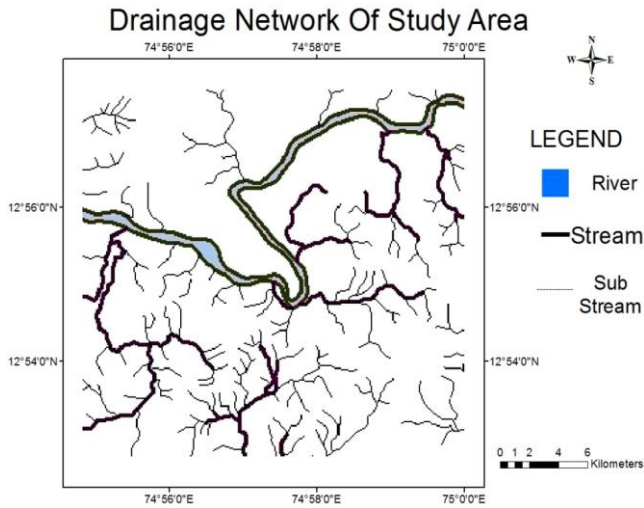 Drainage Network Of Study Area
74°56'0"E 74°58'0"E 75°0'0"E
N
W E
S
LEGEND
River
Stream
Sub
Stream
12°56'0"N 12°56'0"N
12°54'0"N 12°54'0"N
0 1 2 4 6
Kilometers
74°56'0"E 74°58'0"E 75°0'0"E